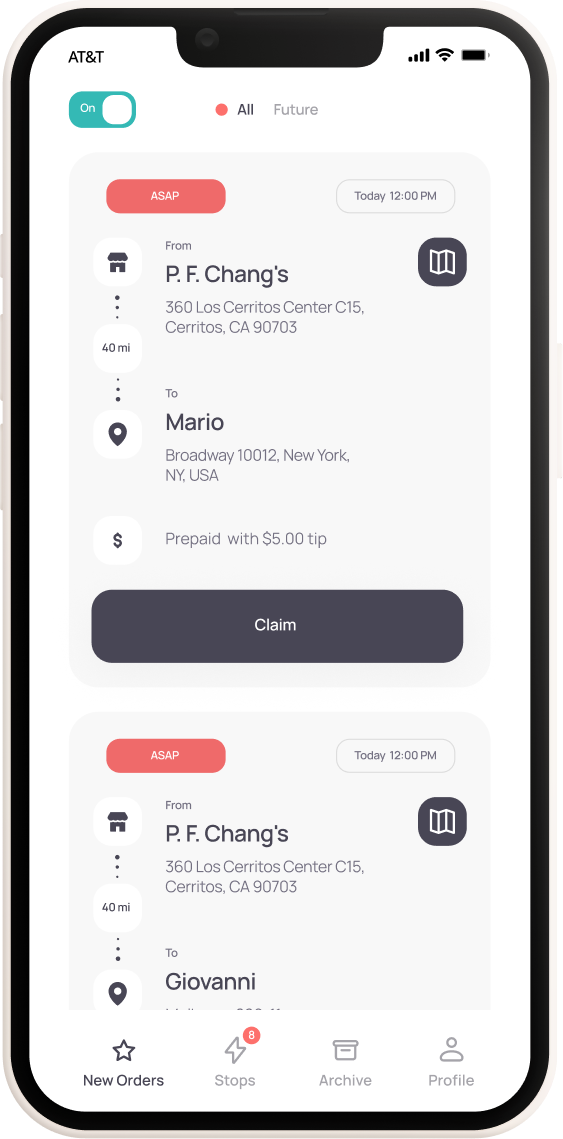 AT&T
On
All Future
ASAP Today 12:00 PM
From
P. F. Chang's
360 Los Cerritos Center C15,
Cerritos, CA 90703
40 mi
To
Mario
Broadway 10012, New York,
NY, USA
$ Prepaid with $5.00 tip
Claim
ASAP Today 12:00 PM
From
P. F. Chang's
360 Los Cerritos Center C15,
Cerritos, CA 90703
40 mi
To
Giovanni
8
New Orders Stops Archive Profile